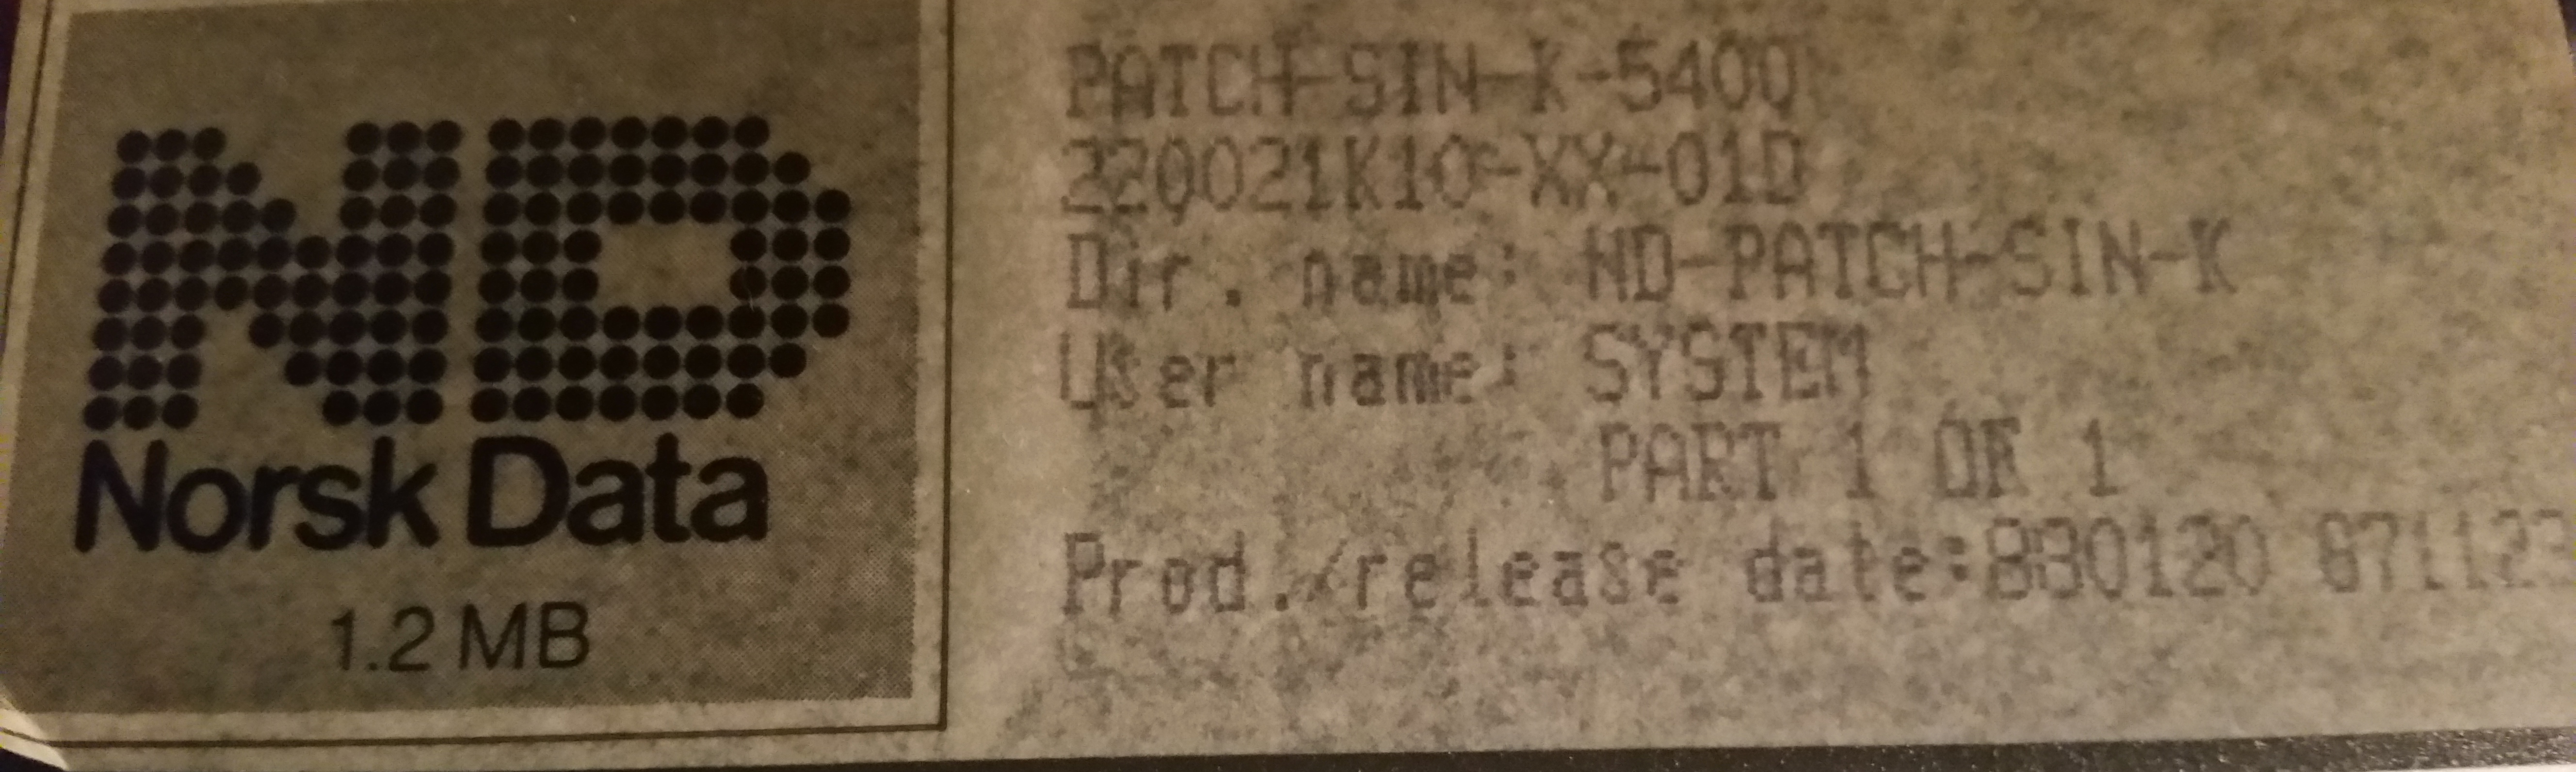 ND
Norsk Data
1.2 MB
PATCH-SIN-K-5400
220021K10-XX-01D
Dir. name: ND-PATCH-SIN-K
User name: SYSTEM
PART 1 OF 1
Prod./release date:880120 871123